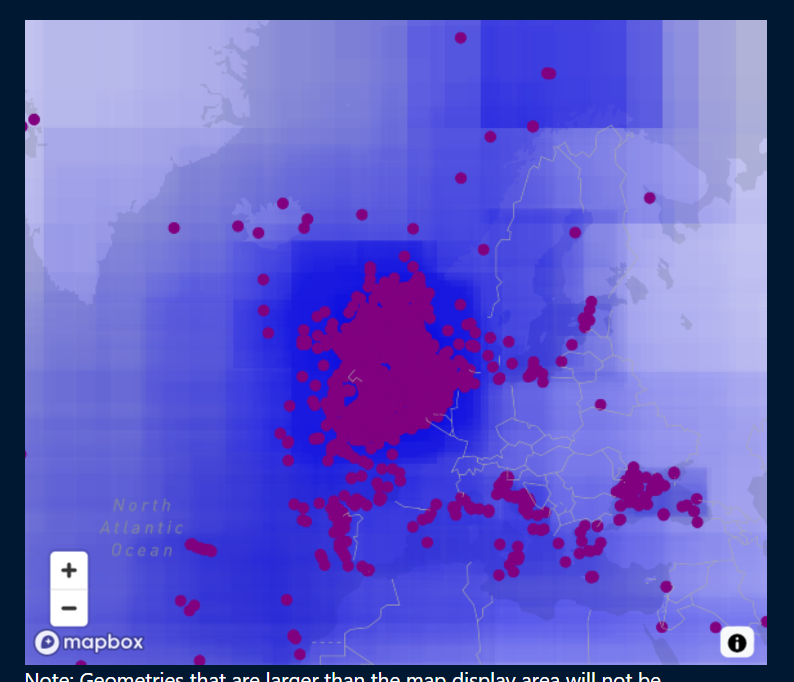 North
Atlantic
Ocean
+
−
mapbox
Note: Geometries that are larger than the map display area will not be